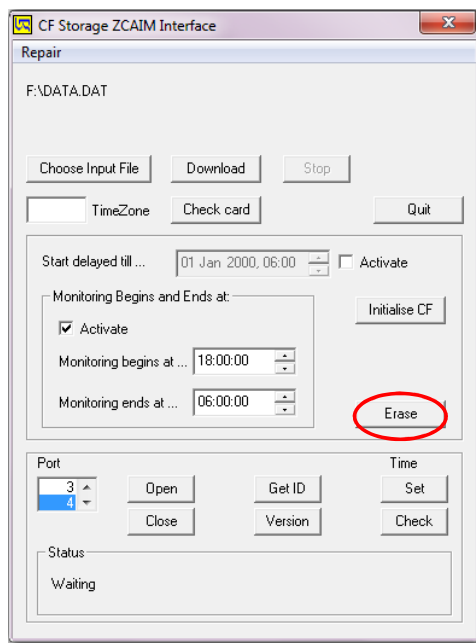 CF Storage ZCAIM Interface
Repair
F:\DATA.DAT
Choose Input File Download Stop
TimeZone Check card Quit
Start delayed till ... 01 Jan 2000, 06:00 Activate
Monitoring Begins and Ends at:
Initialise CF
Activate
Monitoring begins at ... 18:00:00
Monitoring ends at ... 06:00:00
Erase
Port Time
3
4
Open Get ID Set
Close Version Check
Status
Waiting